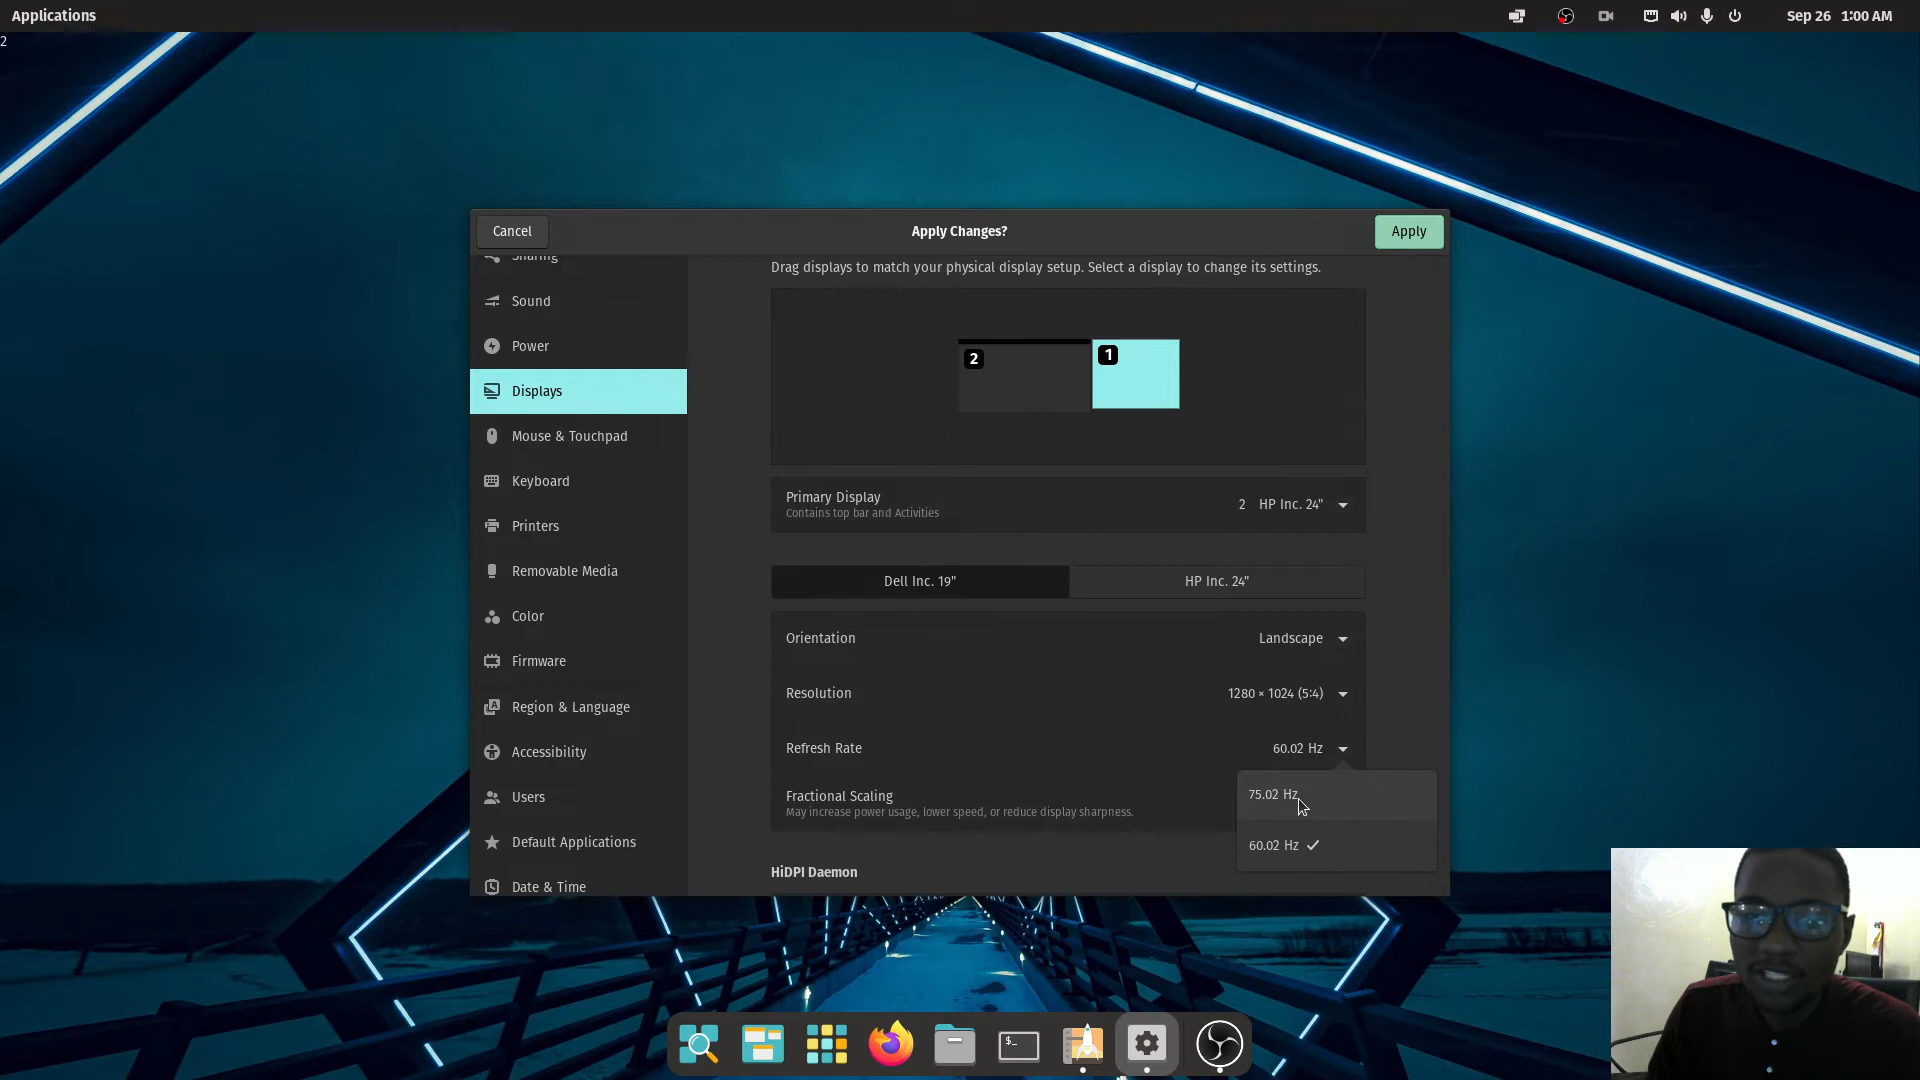 Applications
Sep 26 1:00 AM
2
Cancel
Apply Changes?
Apply
Sharing
Sound
Power
Displays
Mouse & Touchpad
Keyboard
Printers
Removable Media
Color
Firmware
Region & Language
Accessibility
Users
Default Applications
Date & Time
Drag displays to match your physical display setup. Select a display to change its settings.
2
1
Primary Display
Contains top bar and Activities
2 HP Inc. 24"
Dell Inc. 19"
HP Inc. 24"
Orientation
Landscape
Resolution
1280 × 1024 (5:4)
Refresh Rate
60.02 Hz
75.02 Hz
60.02 Hz
Fractional Scaling
May increase power usage, lower speed, or reduce display sharpness.
HiDPI Daemon
$_